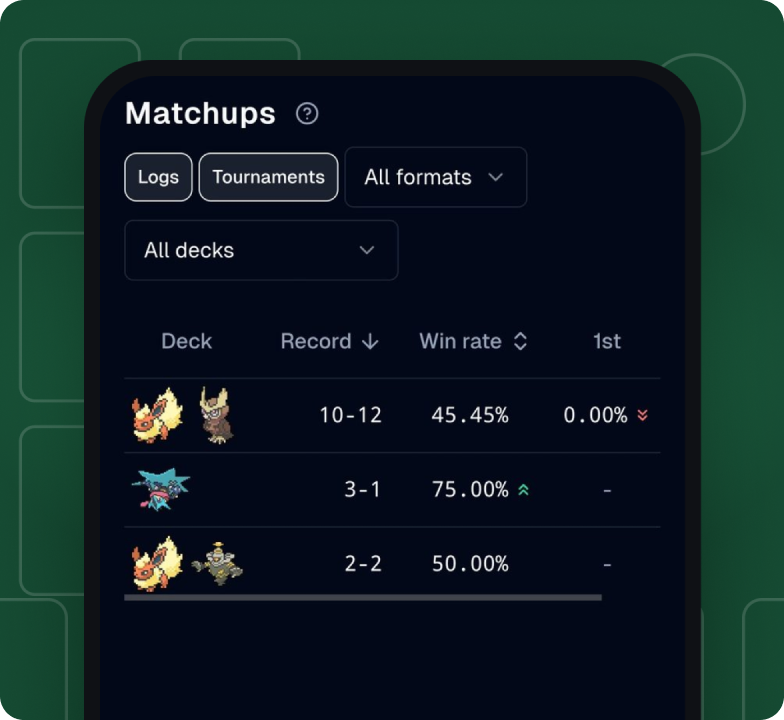 Matchups ?
Logs Tournaments All formats
All decks
Deck Record ↓ Win rate 1st
10-12 45.45% 0.00%
3-1 75.00% -
2-2 50.00% -